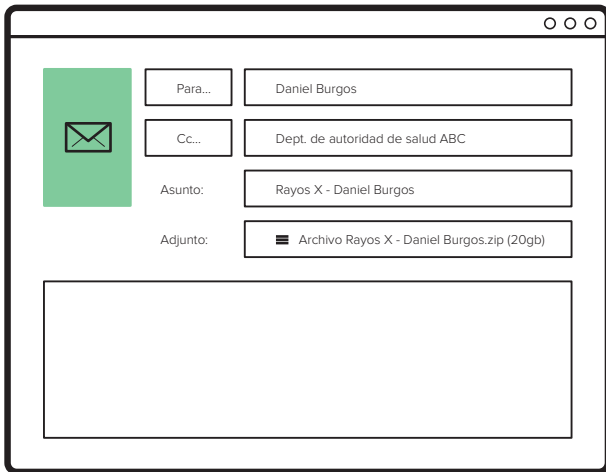 Para... Daniel Burgos
Cc... Dept. de autoridad de salud ABC
Asunto: Rayos X - Daniel Burgos
Adjunto: Archivo Rayos X - Daniel Burgos.zip (20gb)